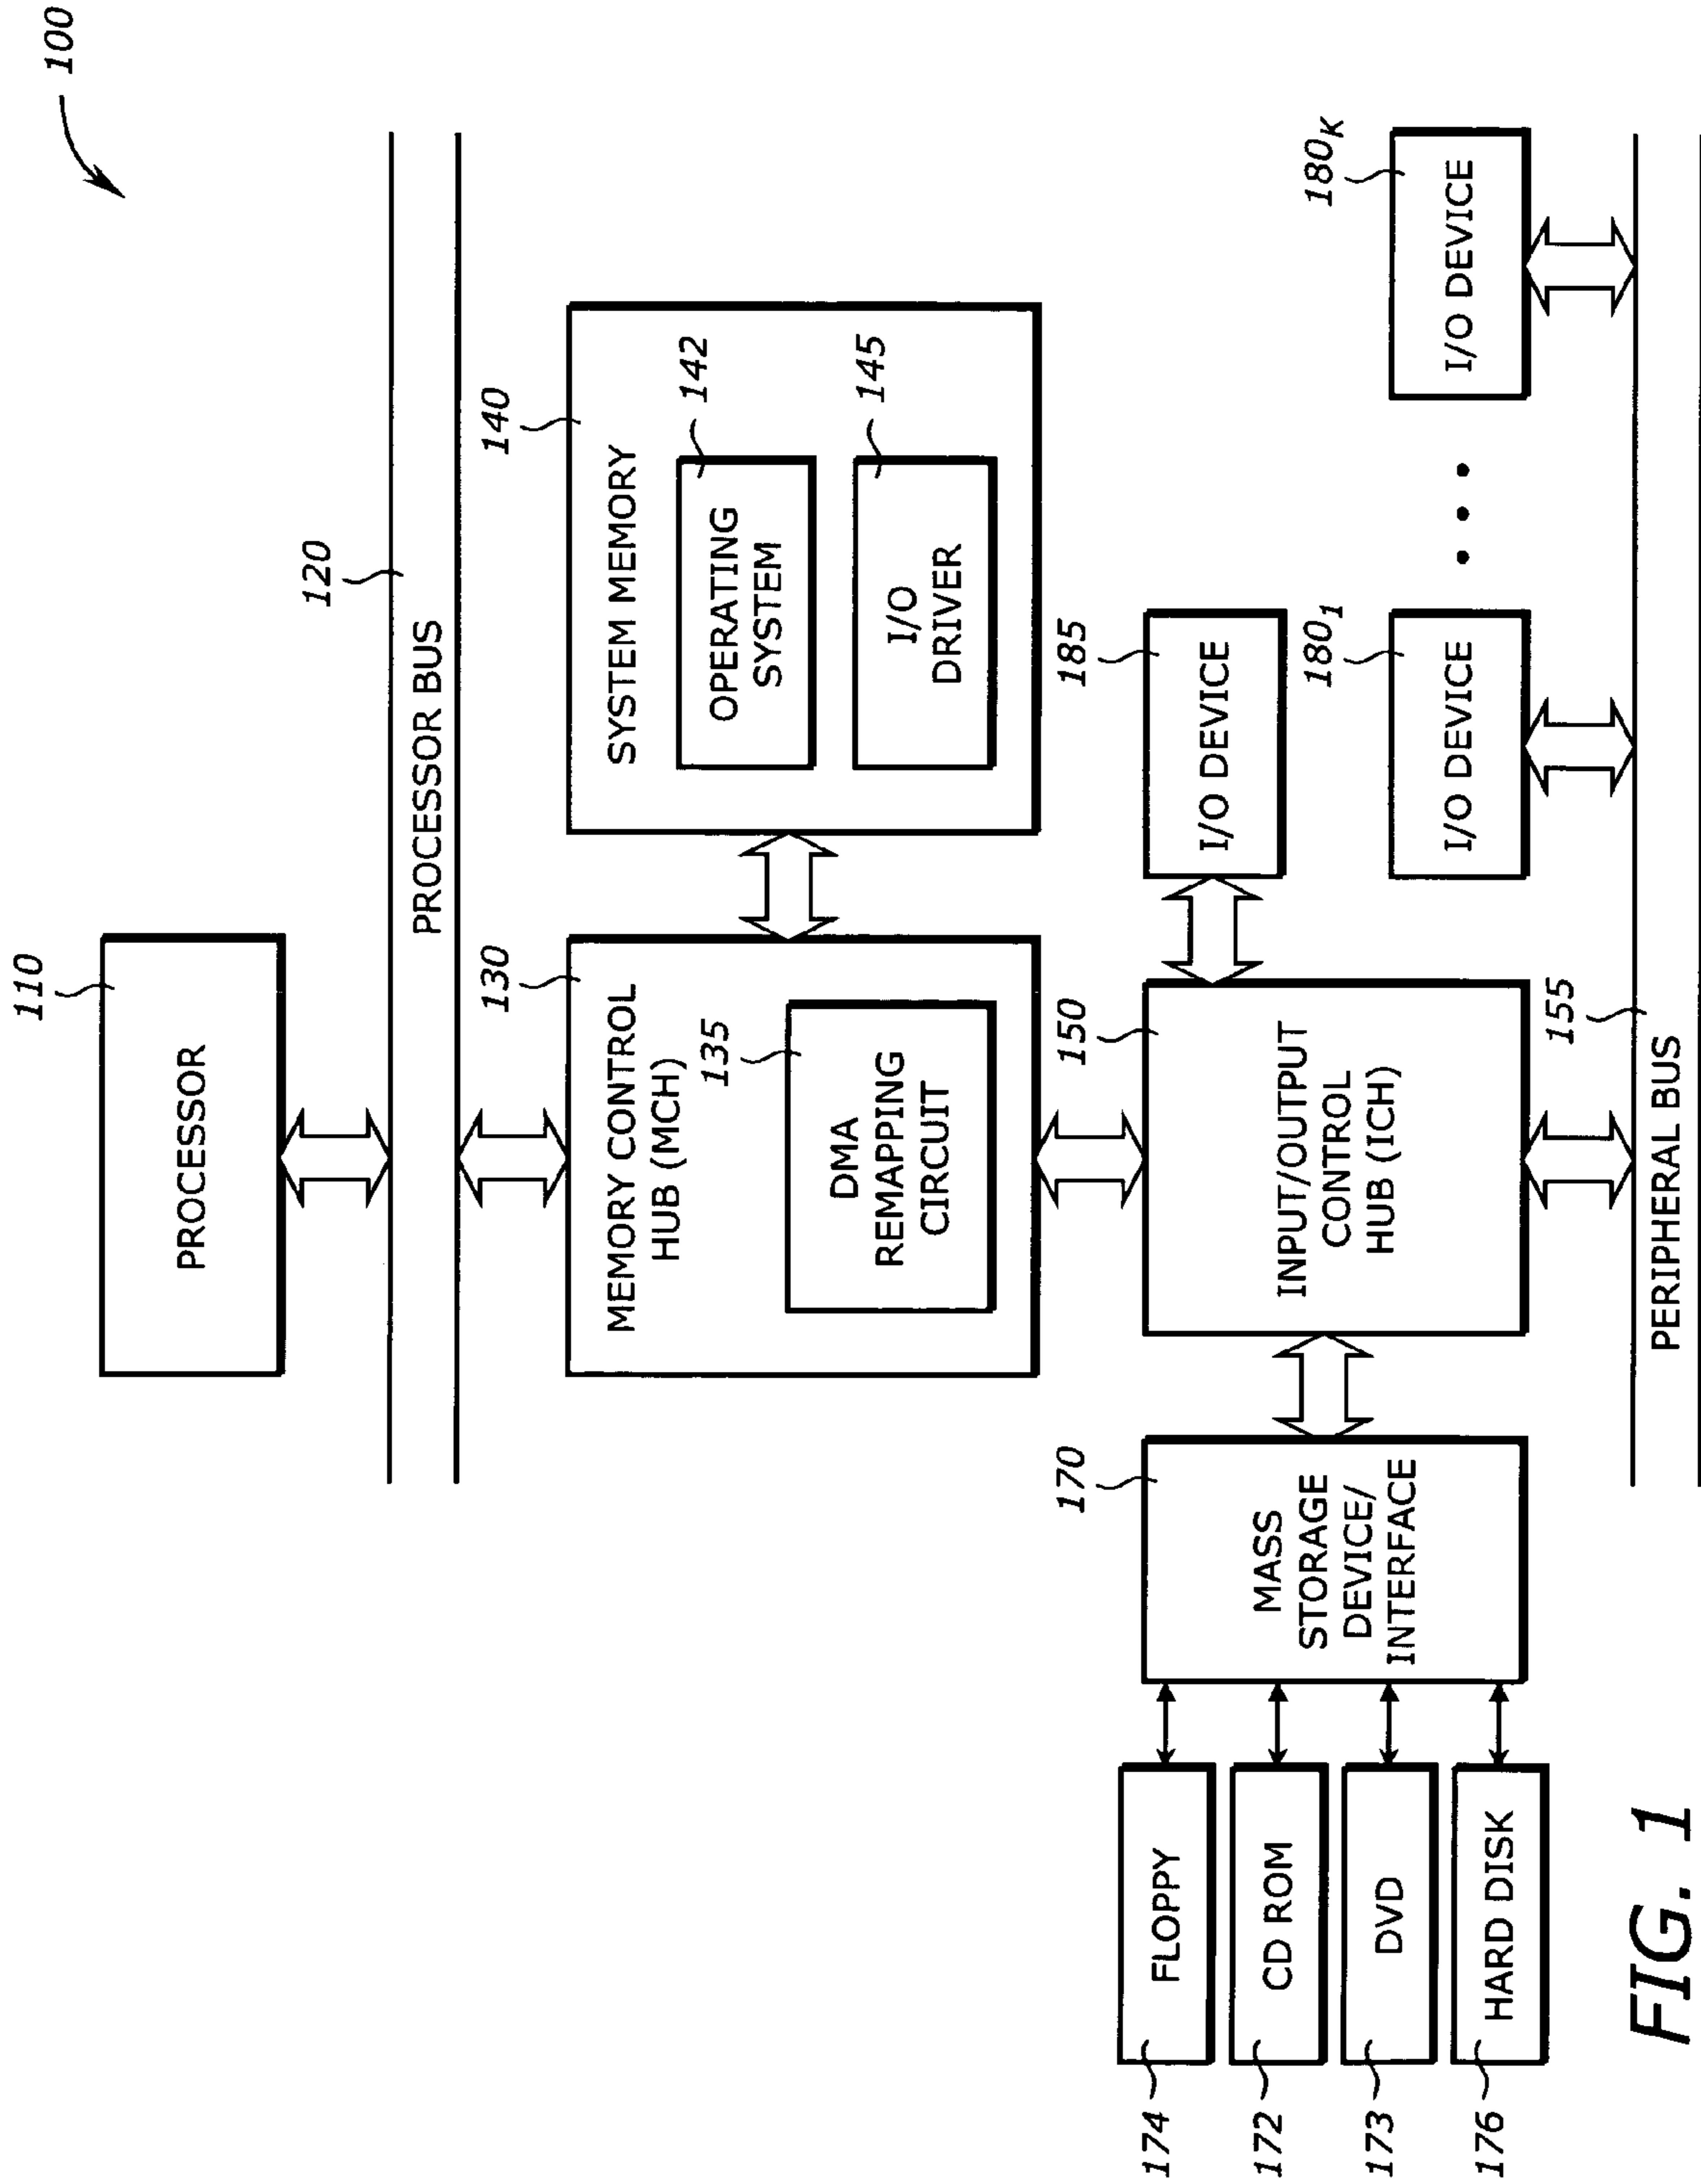 100
110
PROCESSOR
120
PROCESSOR BUS
130
MEMORY CONTROL
HUB (MCH)
135
DMA
REMAPPING
CIRCUIT
140
SYSTEM MEMORY
142
OPERATING
SYSTEM
145
I/O
DRIVER
174
FLOPPY
172
CD ROM
173
DVD
176
HARD DISK
170
MASS
STORAGE
DEVICE/
INTERFACE
150
INPUT/OUTPUT
CONTROL
HUB (ICH)
185
I/O DEVICE
180₁
I/O DEVICE
• • •
180K
I/O DEVICE
155
PERIPHERAL BUS
FIG. 1